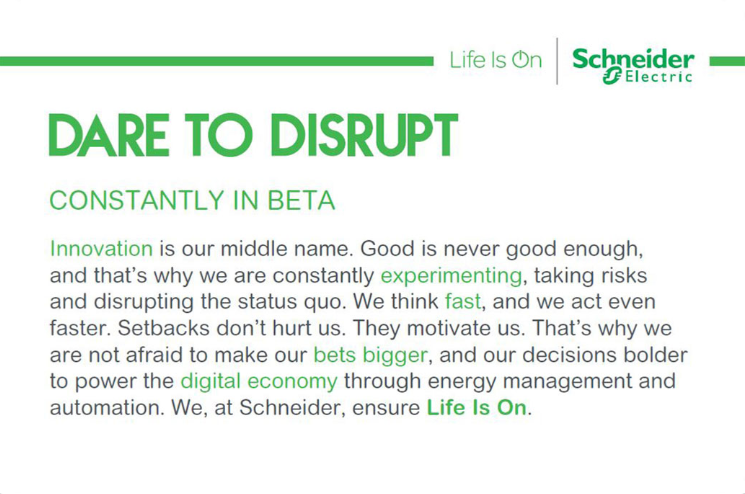 Life Is On
Schneider
Electric
DARE TO DISRUPT
CONSTANTLY IN BETA
Innovation is our middle name. Good is never good enough,
and that’s why we are constantly experimenting, taking risks
and disrupting the status quo. We think fast, and we act even
faster. Setbacks don’t hurt us. They motivate us. That’s why we
are not afraid to make our bets bigger, and our decisions bolder
to power the digital economy through energy management and
automation. We, at Schneider, ensure Life Is On.